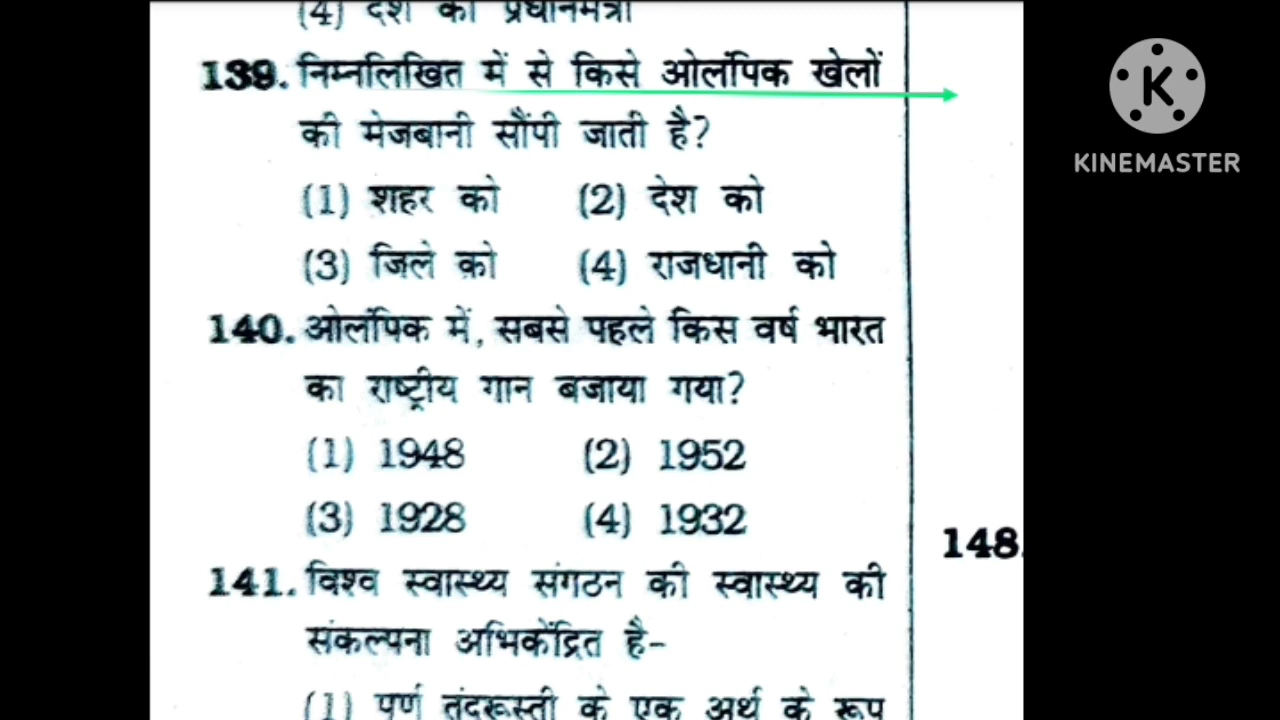 (4) देश का प्रधानमंत्री
139. निम्नलिखित में से किसे ओलंपिक खेलों
की मेजबानी सौंपी जाती है?
(1) शहर को (2) देश को
(3) जिले को (4) राजधानी को
140. ओलंपिक में, सबसे पहले किस वर्ष भारत
का राष्ट्रीय गान बजाया गया?
(1) 1948 (2) 1952
(3) 1928 (4) 1932
141. विश्व स्वास्थ्य संगठन की स्वास्थ्य की
संकल्पना अभिकेंद्रित है-
(1) पूर्ण तंदरूस्ती के एक अर्थ के रूप
148.
K
KINEMASTER